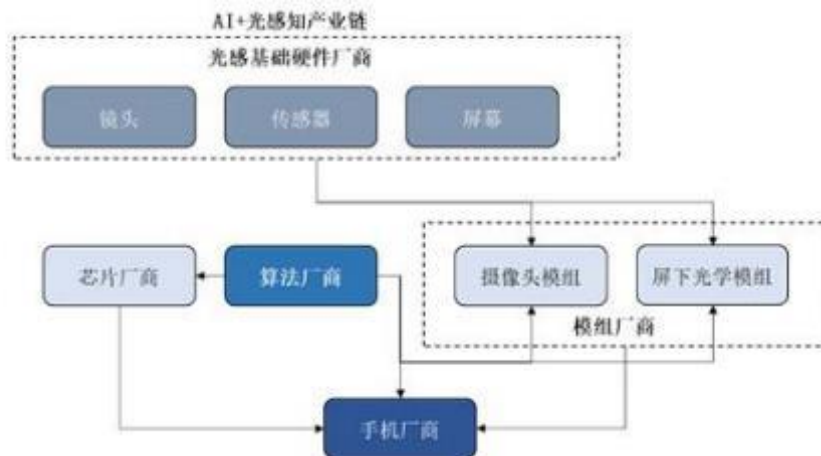 AI+光感知产业链
光感基础硬件厂商
镜头
传感器
屏幕
芯片厂商
算法厂商
摄像头模组
屏下光学模组
模组厂商
手机厂商